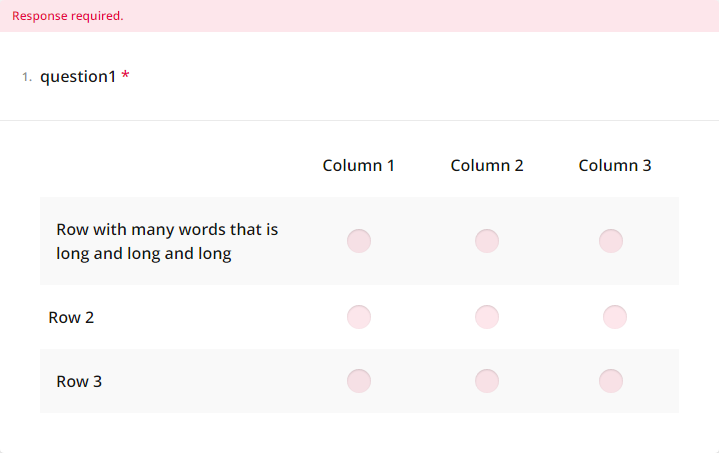 Response required.
1. question1 *
Column 1 Column 2 Column 3
Row with many words that is
long and long and long
Row 2
Row 3